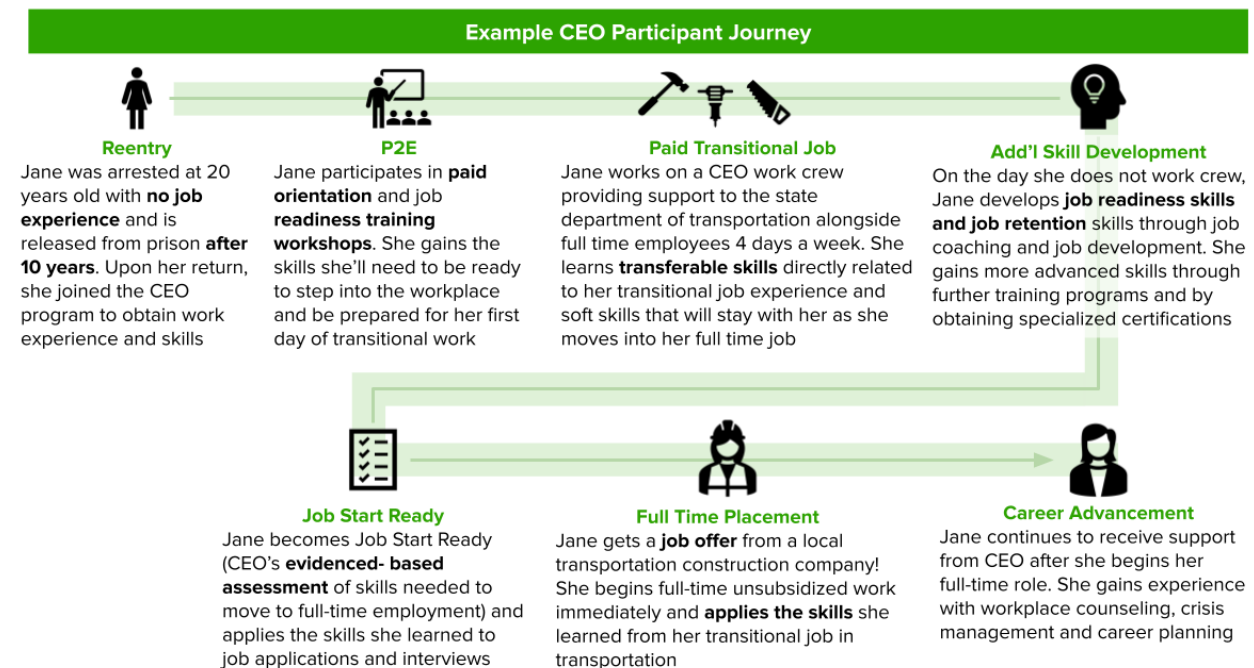 Example CEO Participant Journey
Reentry
Jane was arrested at 20
years old with no job
experience and is
released from prison after
10 years. Upon her return,
she joined the CEO
program to obtain work
experience and skills
P2E
Jane participates in paid
orientation and job
readiness training
workshops. She gains the
skills she’ll need to be ready
to step into the workplace
and be prepared for her first
day of transitional work
Paid Transitional Job
Jane works on a CEO work crew
providing support to the state
department of transportation alongside
full time employees 4 days a week. She
learns transferable skills directly related
to her transitional job experience and
soft skills that will stay with her as she
moves into her full time job
Add’l Skill Development
On the day she does not work crew,
Jane develops job readiness skills
and job retention skills through job
coaching and job development. She
gains more advanced skills through
further training programs and by
obtaining specialized certifications
Job Start Ready
Jane becomes Job Start Ready
(CEO’s evidenced- based
assessment of skills needed to
move to full-time employment) and
applies the skills she learned to
job applications and interviews
Full Time Placement
Jane gets a job offer from a local
transportation construction company!
She begins full-time unsubsidized work
immediately and applies the skills she
learned from her transitional job in
transportation
Career Advancement
Jane continues to receive support
from CEO after she begins her
full-time role. She gains experience
with workplace counseling, crisis
management and career planning